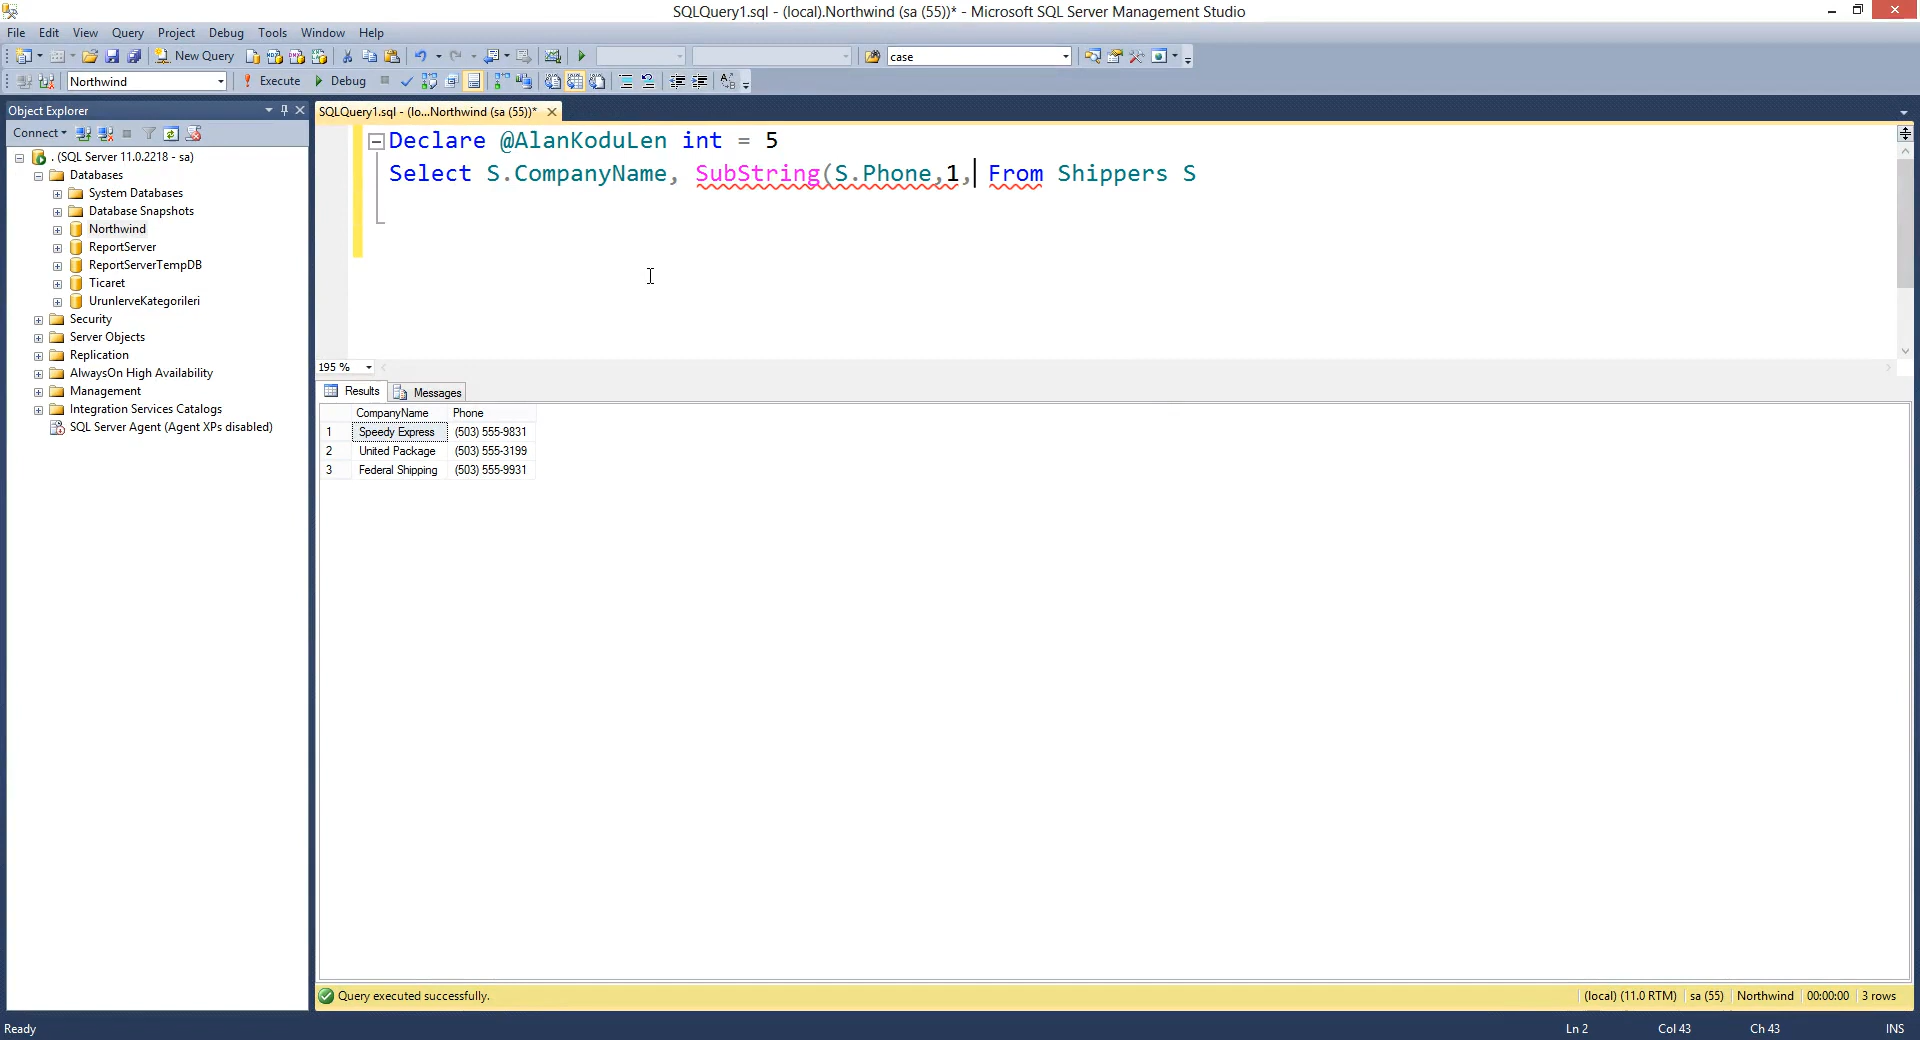 SQLQuery1.sql - (local).Northwind (sa (55))* - Microsoft SQL Server Management Studio
File Edit View Query Project Debug Tools Window Help
New Query case
Northwind Execute Debug
Object Explorer
SQLQuery1.sql - (lo...Northwind (sa (55))*
Connect
. (SQL Server 11.0.2218 - sa)
Databases
System Databases
Database Snapshots
Northwind
ReportServer
ReportServerTempDB
Ticaret
UrunlerveKategorileri
Security
Server Objects
Replication
AlwaysOn High Availability
Management
Integration Services Catalogs
SQL Server Agent (Agent XPs disabled)
Declare @AlanKoduLen int = 5
Select S.CompanyName, SubString(S.Phone,1, From Shippers S
195 %
Results Messages
CompanyName Phone
1 Speedy Express (503) 555-9831
2 United Package (503) 555-3199
3 Federal Shipping (503) 555-9931
Query executed successfully. (local) (11.0 RTM) sa (55) Northwind 00:00:00 3 rows
Ready Ln 2 Col 43 Ch 43 INS